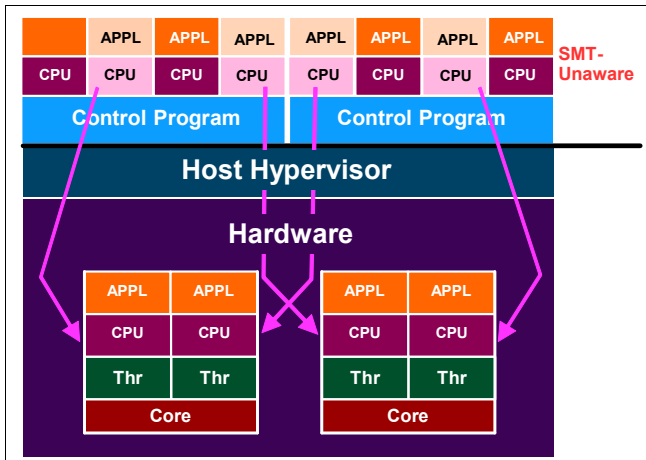 APPL APPL APPL APPL APPL APPL APPL
CPU CPU CPU CPU CPU CPU CPU CPU
SMT-
Unaware
Control Program Control Program
Host Hypervisor
Hardware
APPL APPL APPL APPL
CPU CPU CPU CPU
Thr Thr Thr Thr
Core Core